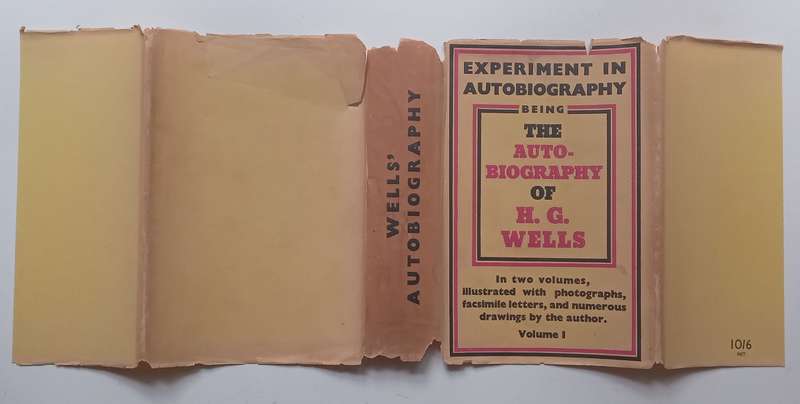 WELLS'
AUTOBIOGRAPHY
EXPERIMENT IN
AUTOBIOGRAPHY
BEING
THE
AUTO-
BIOGRAPHY
OF
H. G.
WELLS
In two volumes,
illustrated with photographs,
facsimile letters, and numerous
drawings by the author.
Volume I
10/6
NET